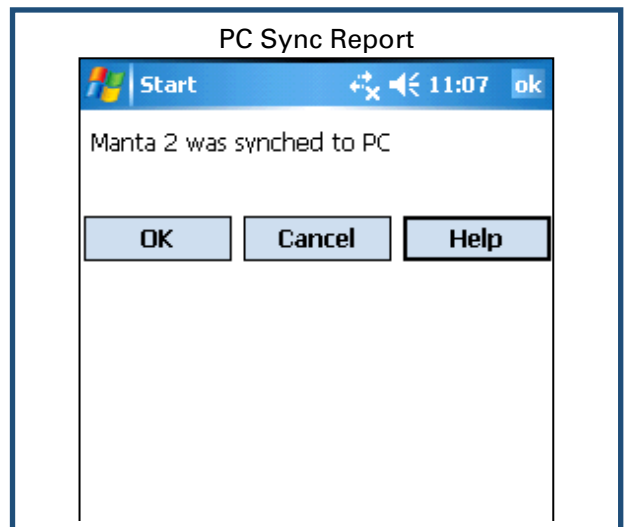 PC Sync Report
Start 11:07 ok
Manta 2 was synched to PC
OK Cancel Help